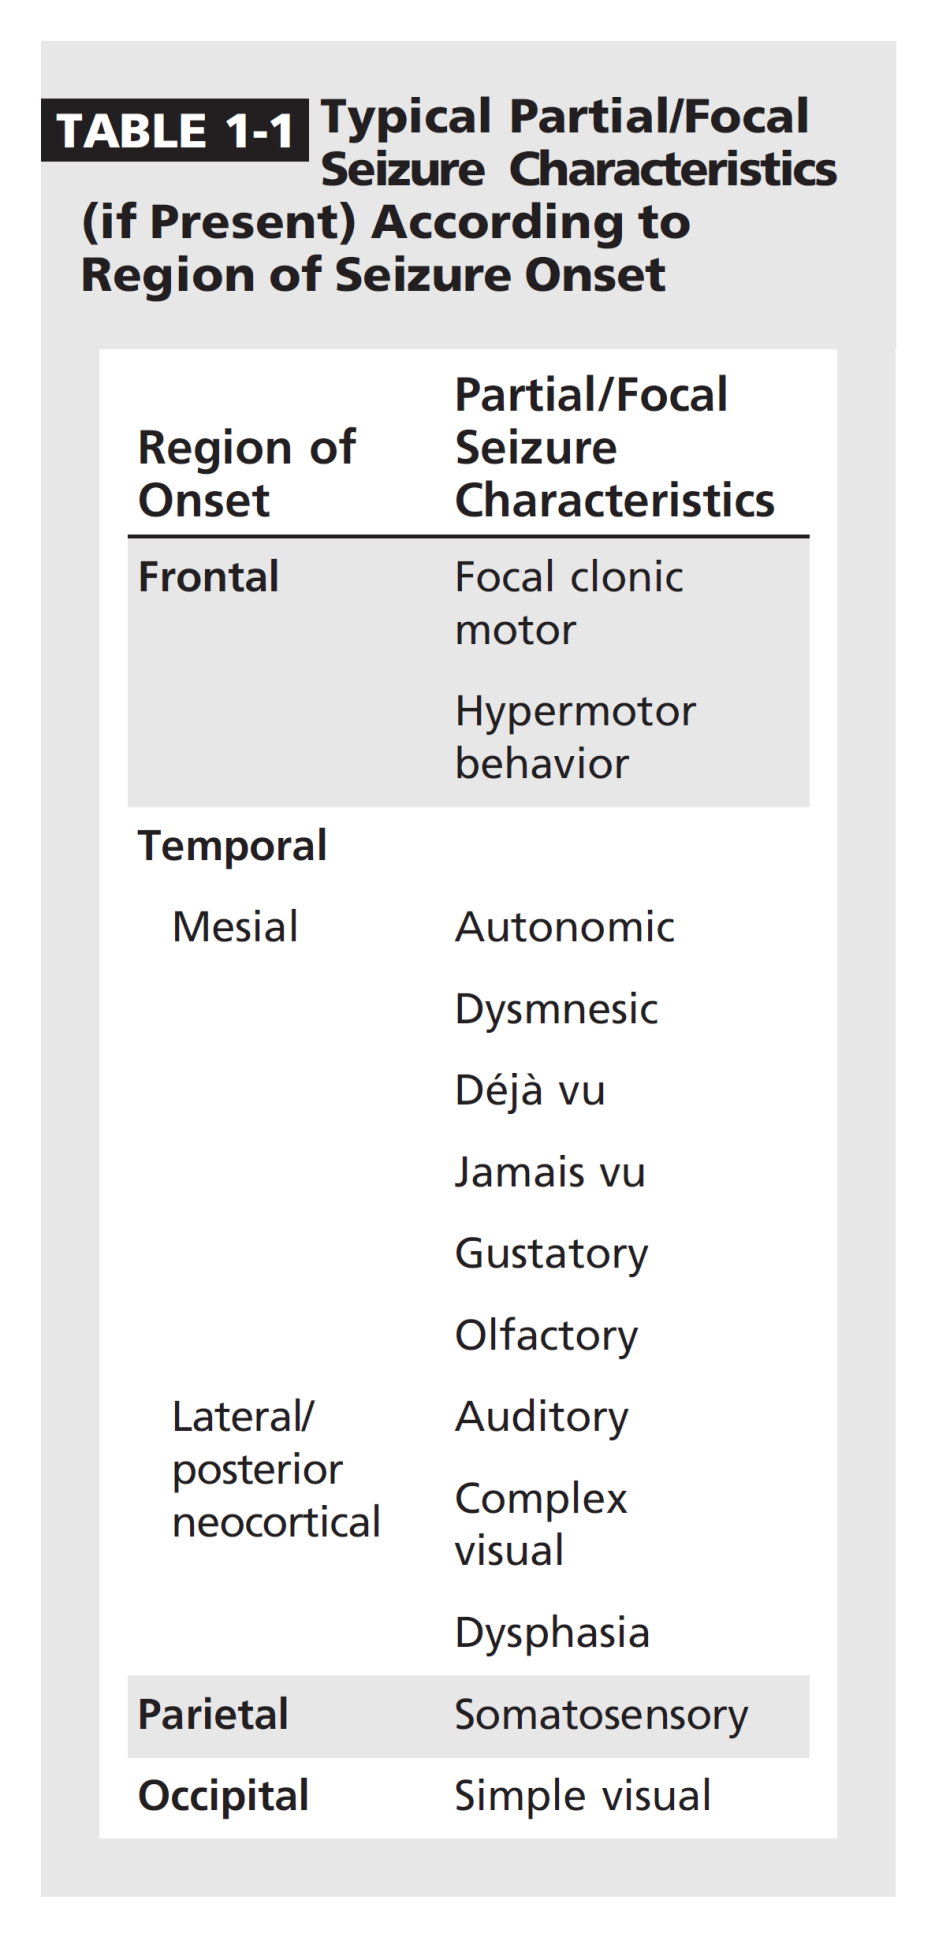 TABLE 1-1 Typical Partial/Focal
Seizure Characteristics
(if Present) According to
Region of Seizure Onset
Region of
Onset
Partial/Focal
Seizure
Characteristics
Frontal
Focal clonic
motor
Hypermotor
behavior
Temporal
Mesial
Autonomic
Dysmnesic
Déjà vu
Jamais vu
Gustatory
Olfactory
Lateral/
posterior
neocortical
Auditory
Complex
visual
Dysphasia
Parietal
Somatosensory
Occipital
Simple visual